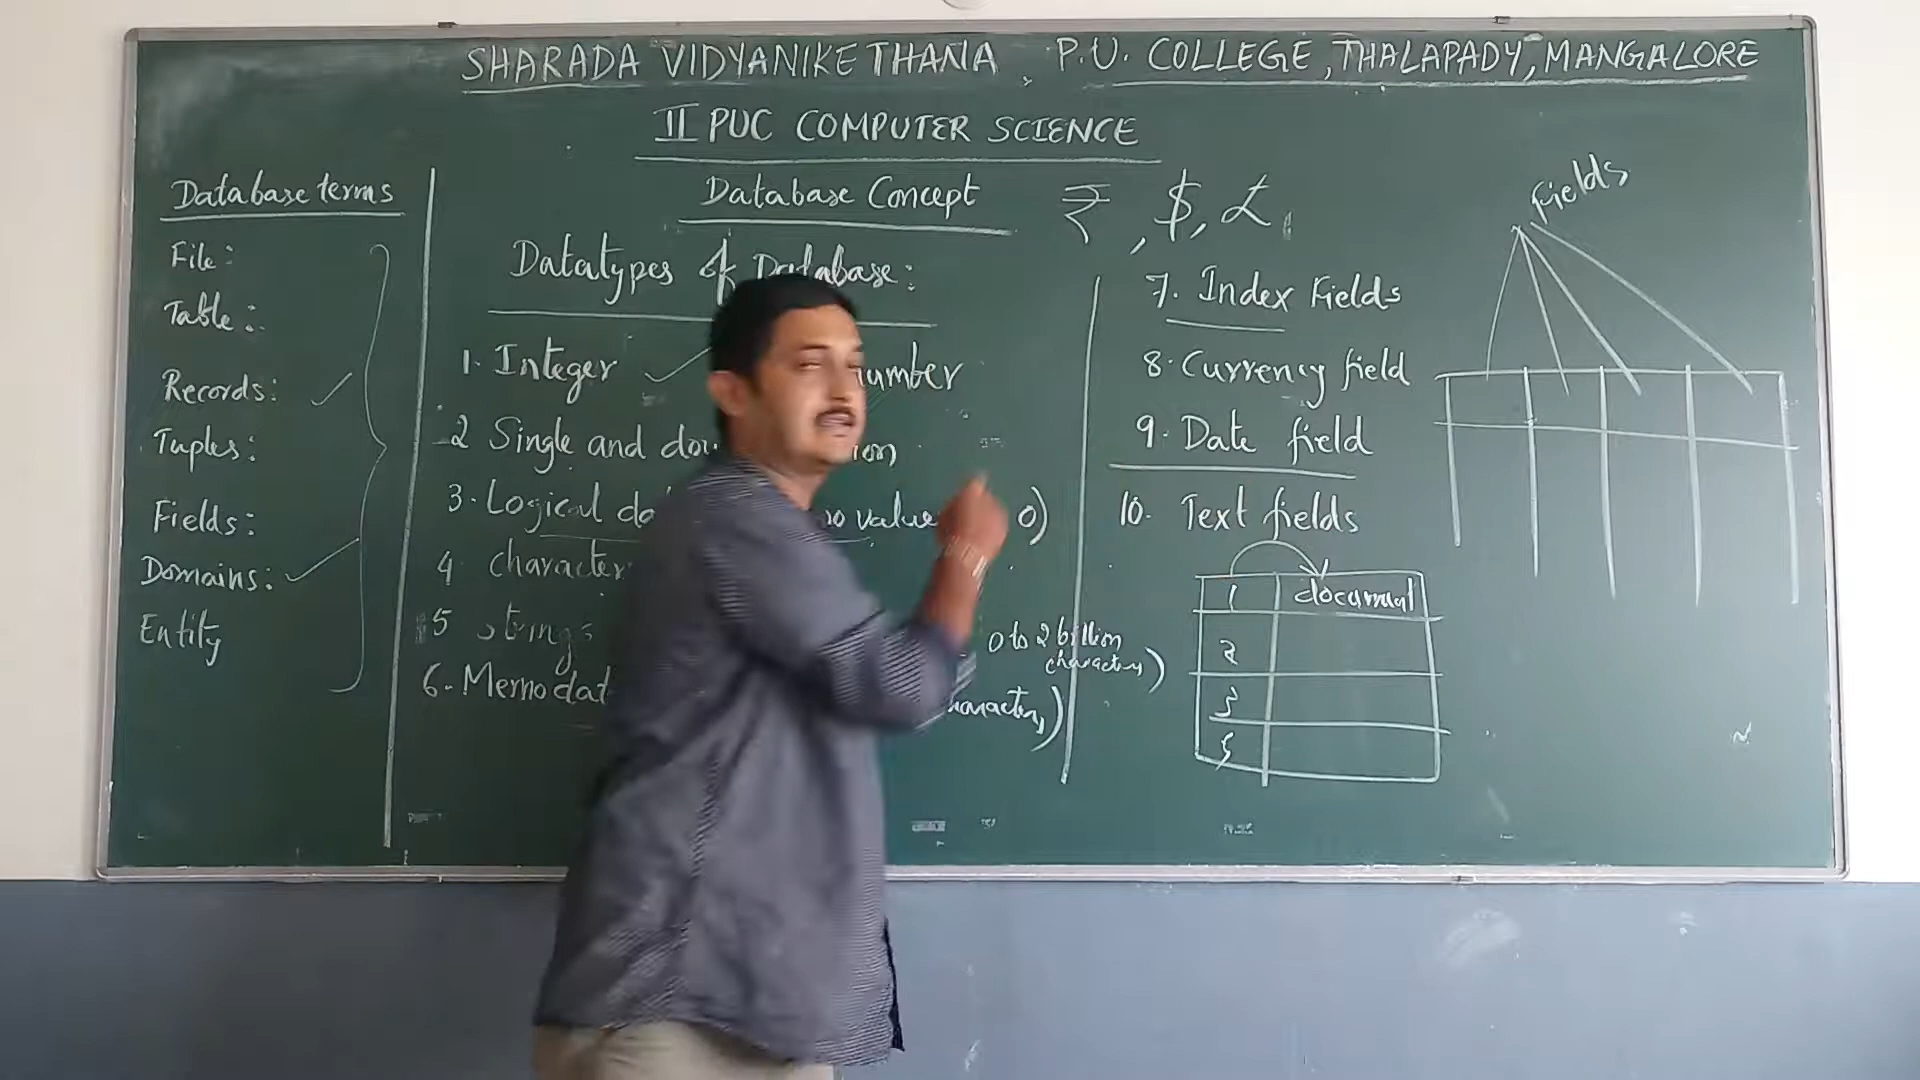 SHARADA VIDYANIKETHANA, P.U. COLLEGE, THALAPADY, MANGALORE
II PUC COMPUTER SCIENCE
Database Concept
₹, $, £
Database terms
File:
Table:
Records:
Tuples:
Fields:
Domains:
Entity
Datatypes of Database:
1. Integer number
2 Single and
3. Logical value 0)
4 character
5 strings 0 to 2 billion
characters)
6. Memo characters)
7. Index Fields
8. Currency field
9. Date field
10. Text fields
1 document
2
3
Fields